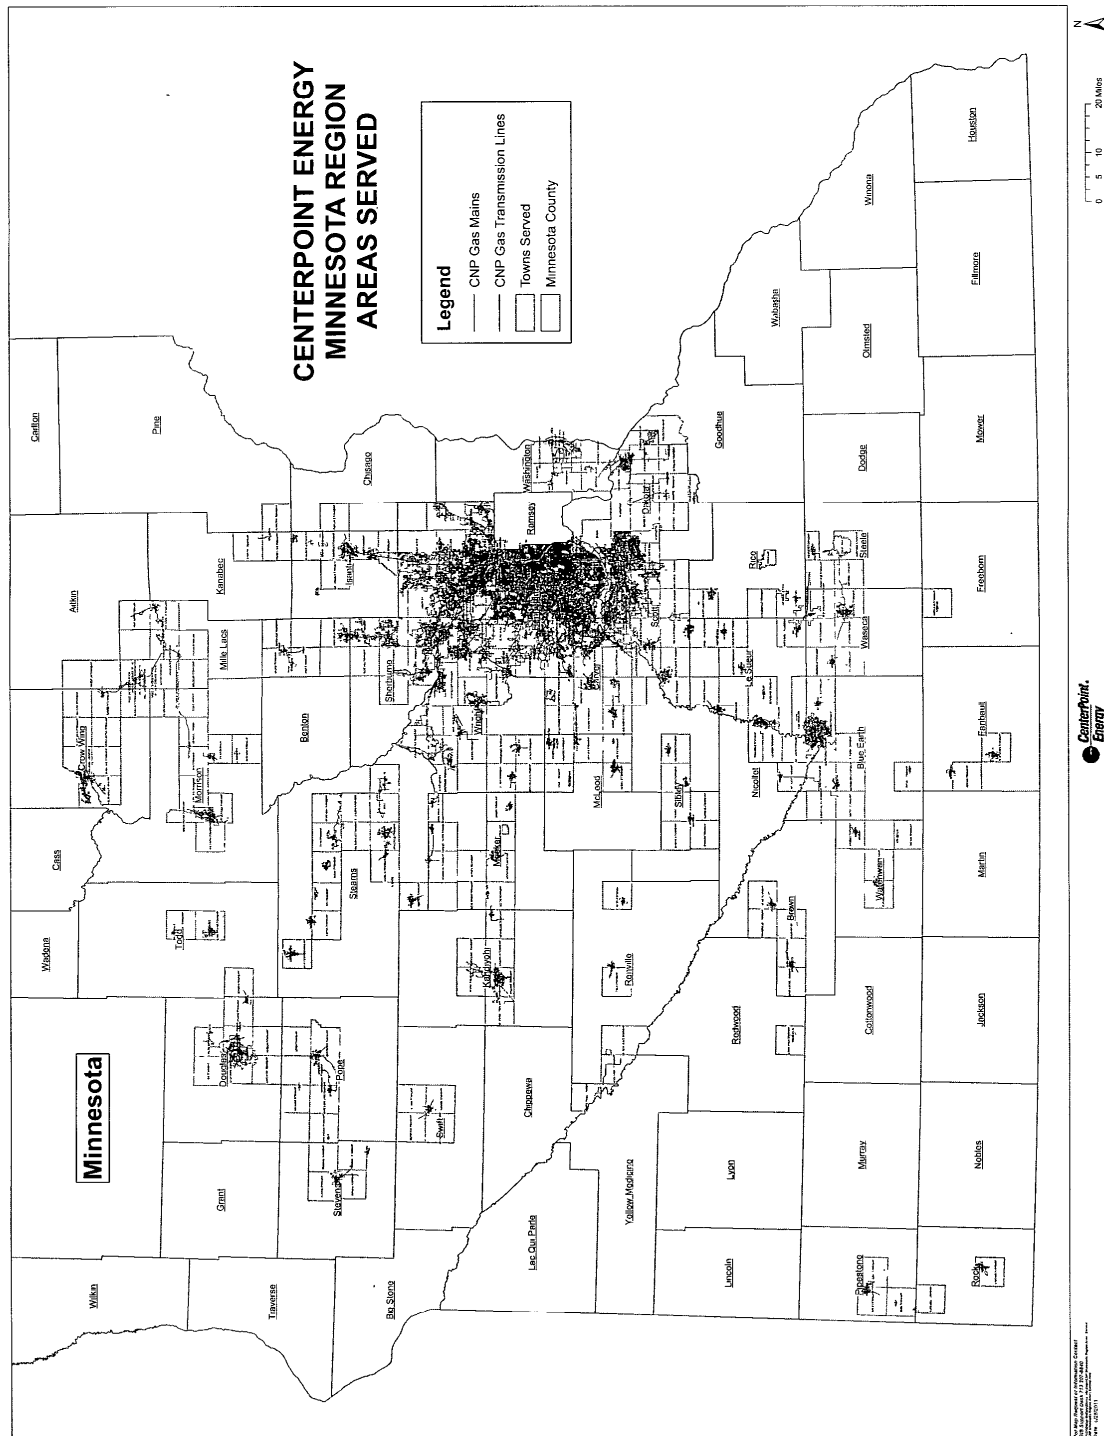 CENTERPOINT ENERGY
MINNESOTA REGION
AREAS SERVED
Legend
CNP Gas Mains
CNP Gas Transmission Lines
Towns Served
Minnesota County
Minnesota
Wilkin
Wadena
Cass
Crow Wing
Aitkin
Carlton
Pine
Traverse
Grant
Douglas
Todd
Morrison
Mille Lacs
Kanabec
Big Stone
Stevens
Pope
Stearns
Benton
Sherburne
Isanti
Chisago
Swift
Kandiyohi
Meeker
Wright
Washington
Ramsey
Lac Qui Parle
Chippewa
Renville
McLeod
Carver
Scott
Dakota
Yellow Medicine
Sibley
Lincoln
Lyon
Redwood
Brown
Nicollet
Le Sueur
Rice
Goodhue
Wabasha
Pipestone
Murray
Cottonwood
Watonwan
Blue Earth
Waseca
Steele
Dodge
Olmsted
Winona
Rock
Nobles
Jackson
Martin
Faribault
Freeborn
Mower
Fillmore
Houston
CenterPoint.
Energy
N
0 5 10 20 Miles